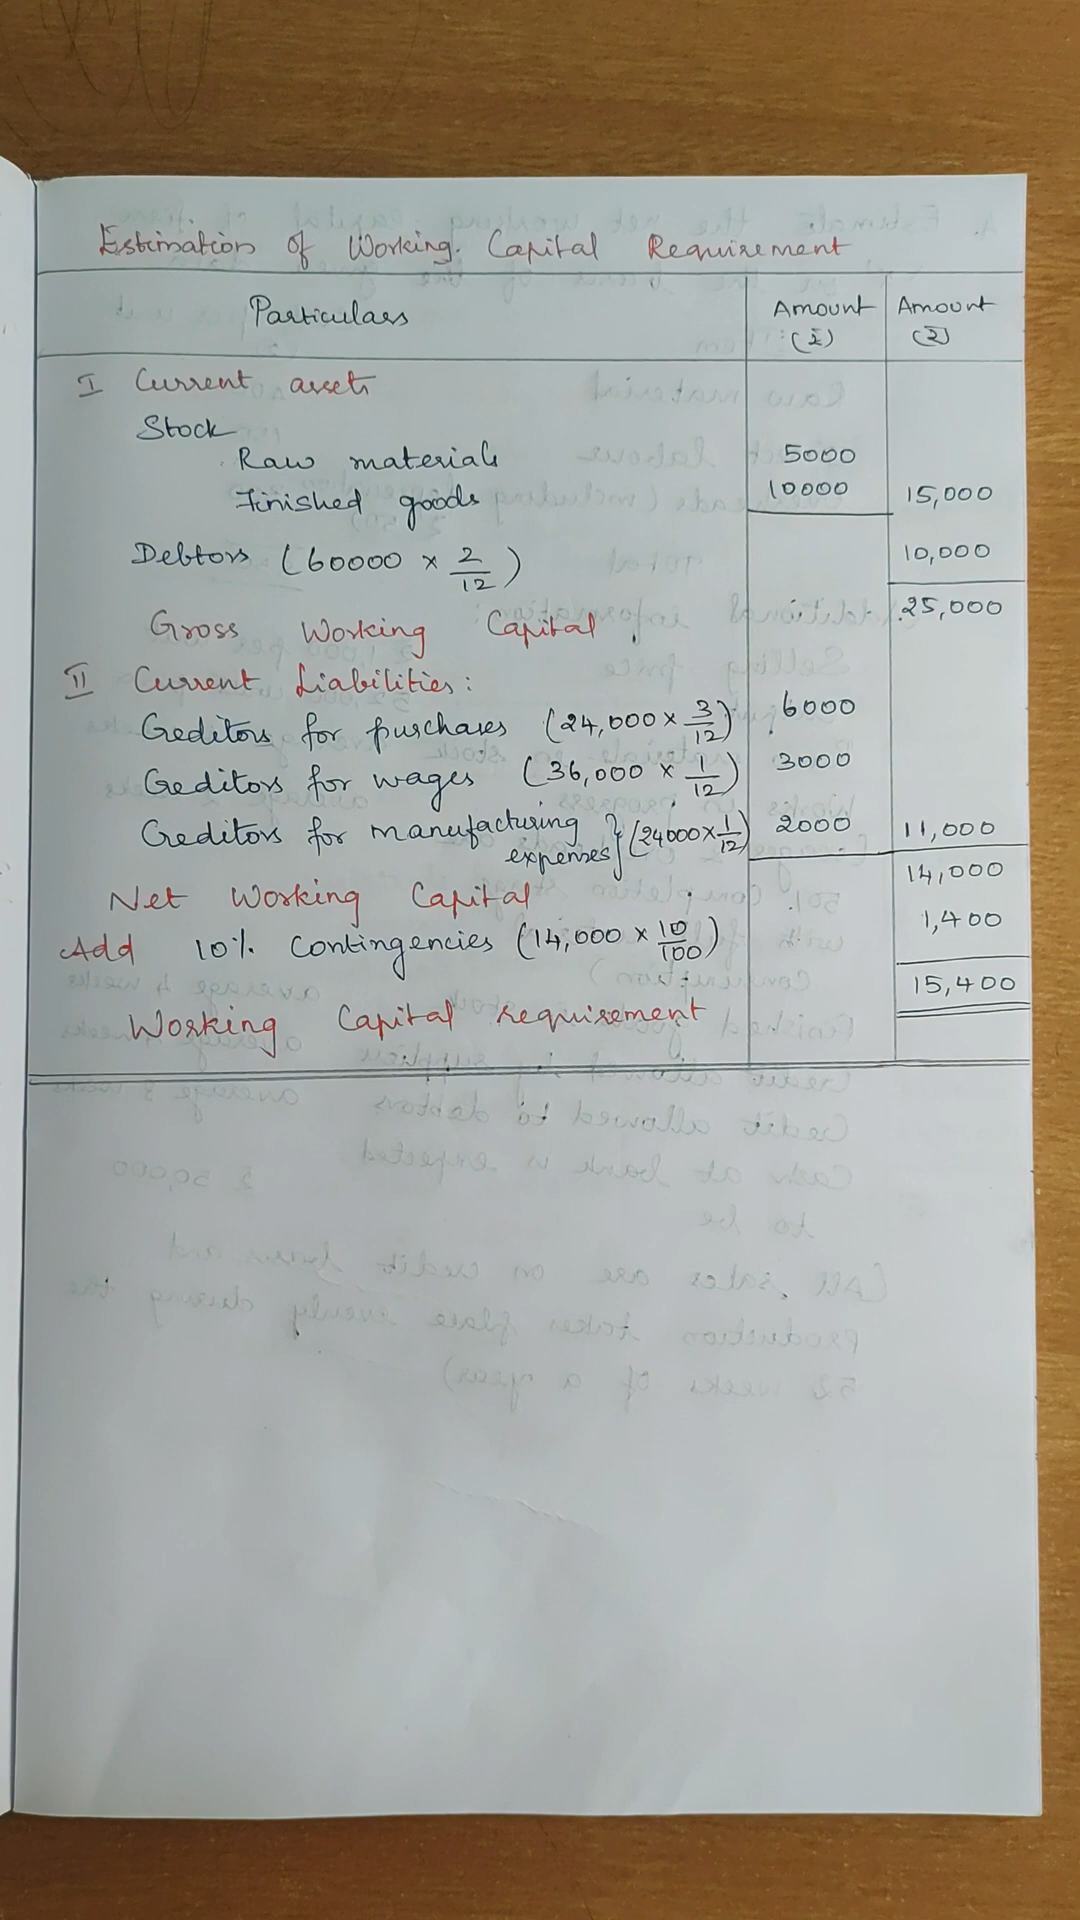 Estimation of Working Capital Requirement
Particulars Amount (₹) Amount (₹)
I Current assets
Stock
Raw materials 5000
Finished goods 10000 15,000
Debtors (60000 × 2/12) 10,000
Gross Working Capital 25,000
II Current Liabilities:
Creditors for purchases (24,000 × 3/12) 6000
Creditors for wages (36,000 × 1/12) 3000
Creditors for manufacturing expenses } (24000 × 1/12) 2000 11,000
Net Working Capital 14,000
Add 10% Contingencies (14,000 × 10/100) 1,400
Working Capital requirement 15,400